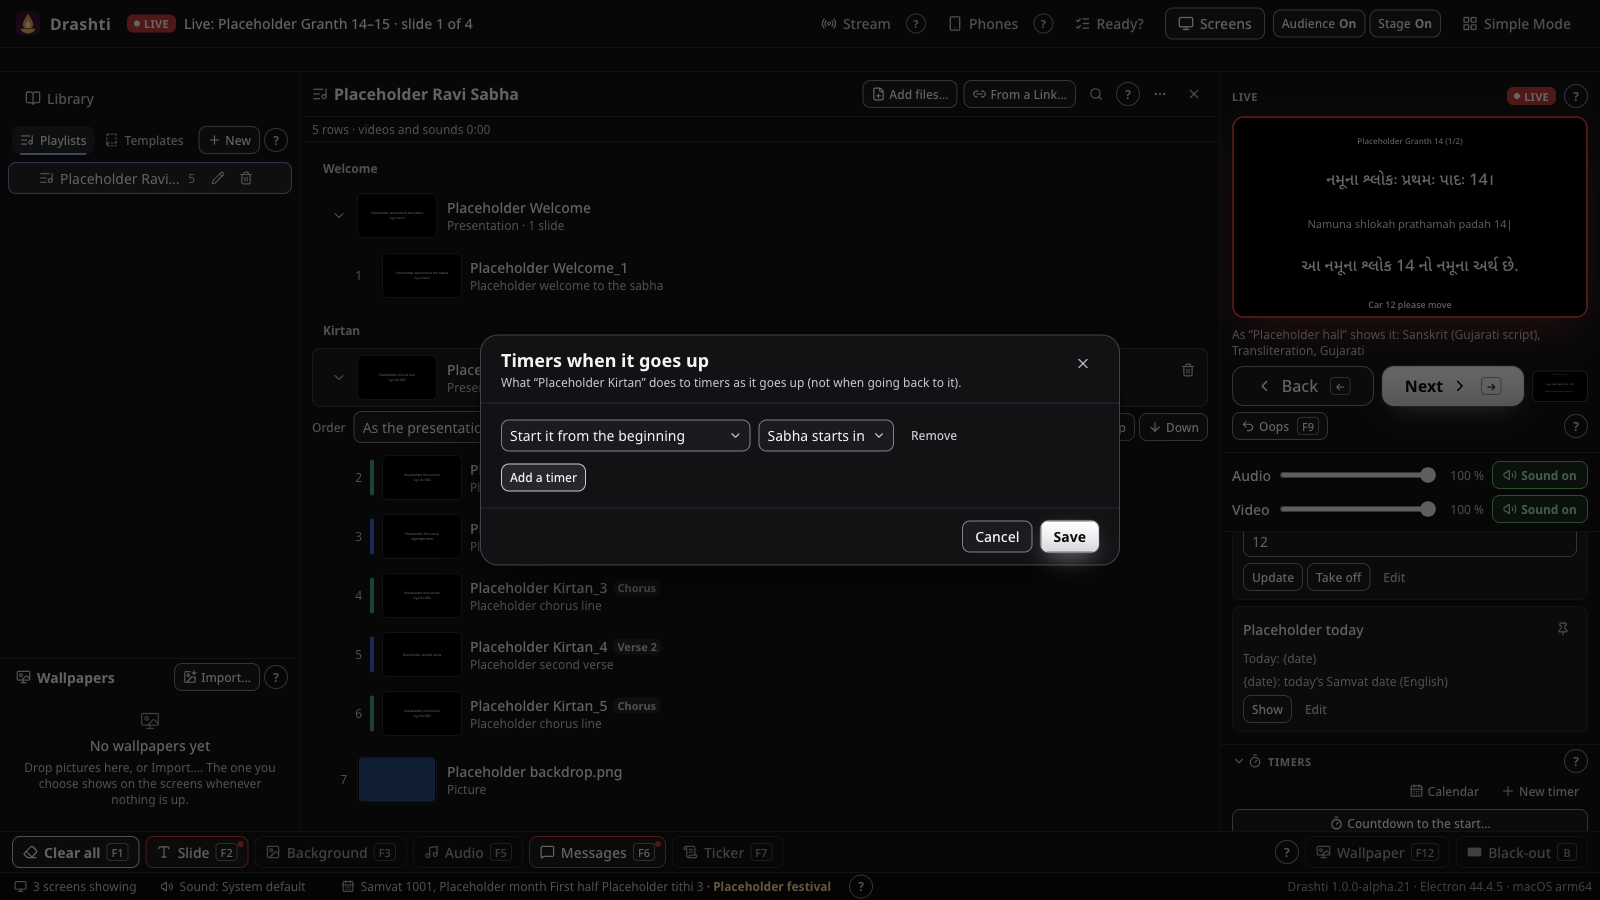 Drashti
LIVE
Live: Placeholder Granth 14–15 · slide 1 of 4
Stream
?
Phones
?
Ready?
Screens
Audience On
Stage On
Simple Mode
Library
Playlists
Templates
New
?
Placeholder Ravi...
5
Placeholder Ravi Sabha
Add files...
From a Link...
?
5 rows · videos and sounds 0:00
Welcome
Placeholder Welcome
Presentation · 1 slide
1
Placeholder Welcome_1
Placeholder welcome to the sabha
Kirtan
Order
As the presentatio
Down
2
3
4
Placeholder Kirtan_3
Chorus
Placeholder chorus line
5
Placeholder Kirtan_4
Verse 2
Placeholder second verse
6
Placeholder Kirtan_5
Chorus
Placeholder chorus line
7
Placeholder backdrop.png
Picture
Timers when it goes up
What “Placeholder Kirtan” does to timers as it goes up (not when going back to it).
Start it from the beginning
Sabha starts in
Remove
Add a timer
Cancel
Save
LIVE
LIVE
?
Placeholder Granth 14 (1/2)
નમૂના શ્લોકઃ પ્રથમઃ પાદઃ 14।
Namuna shlokah prathamah padah 14|
આ નમૂના શ્લોક 14 નો નમૂના અર્થ છે.
Car 12 please move
As “Placeholder hall” shows it: Sanskrit (Gujarati script),
Transliteration, Gujarati
Back
Next
Oops F9
?
Audio
100 %
Sound on
Video
100 %
Sound on
12
Update
Take off
Edit
Placeholder today
Today: {date}
{date}: today’s Samvat date (English)
Show
Edit
TIMERS
?
Calendar
New timer
Countdown to the start...
Wallpapers
Import...
?
No wallpapers yet
Drop pictures here, or Import.... The one you
choose shows on the screens whenever
nothing is up.
Clear all F1
Slide F2
Background F3
Audio F5
Messages F6
Ticker F7
?
Wallpaper F12
Black-out B
3 screens showing
Sound: System default
Samvat 1001, Placeholder month First half Placeholder tithi 3 · Placeholder festival
?
Drashti 1.0.0-alpha.21 · Electron 44.4.5 · macOS arm64